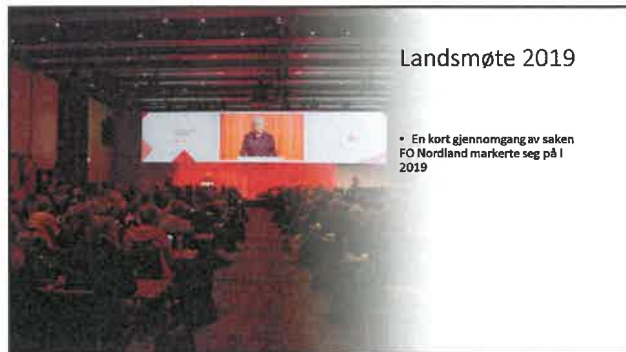 Landsmøte 2019
• En kort gjennomgang av saken
FO Nordland markerte seg på i
2019